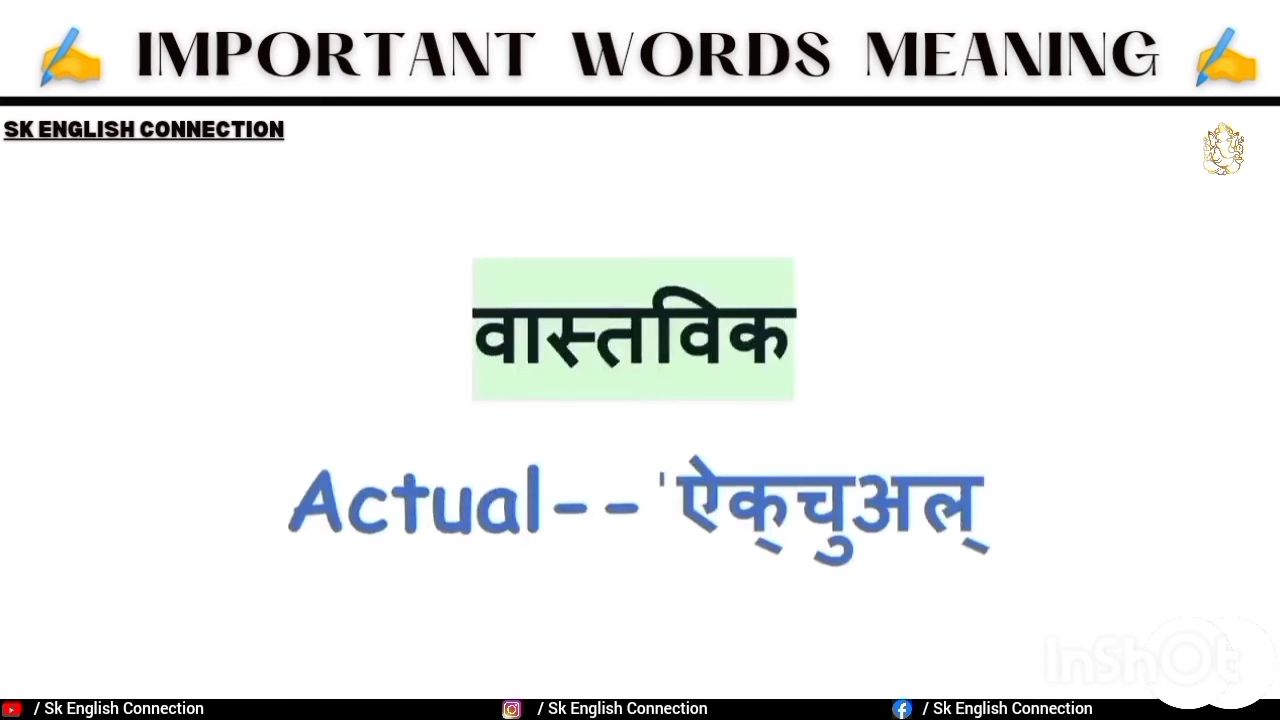 ✍ IMPORTANT WORDS MEANING ✍
SK ENGLISH CONNECTION
वास्तविक
Actual--ˈऐक्‌चुअल्‌
InShOt
/ Sk English Connection / Sk English Connection / Sk English Connection